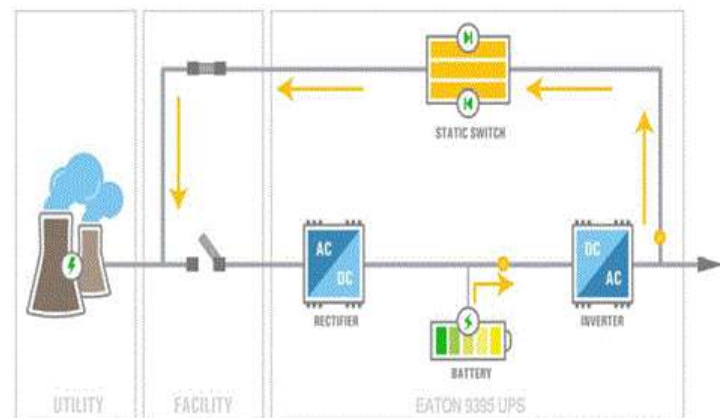 STATIC SWITCH
AC
DC
RECTIFIER
DC
AC
INVERTER
BATTERY
UTILITY
FACILITY
EATON 9395 UPS